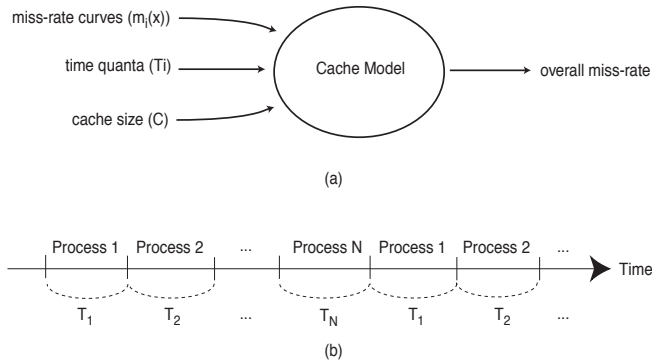 miss-rate curves (mi(x))
time quanta (Ti)
cache size (C)
Cache Model
overall miss-rate
(a)
Process 1 Process 2 ... Process N Process 1 Process 2 ...
Time
T1 T2 ... TN T1 T2 ...
(b)